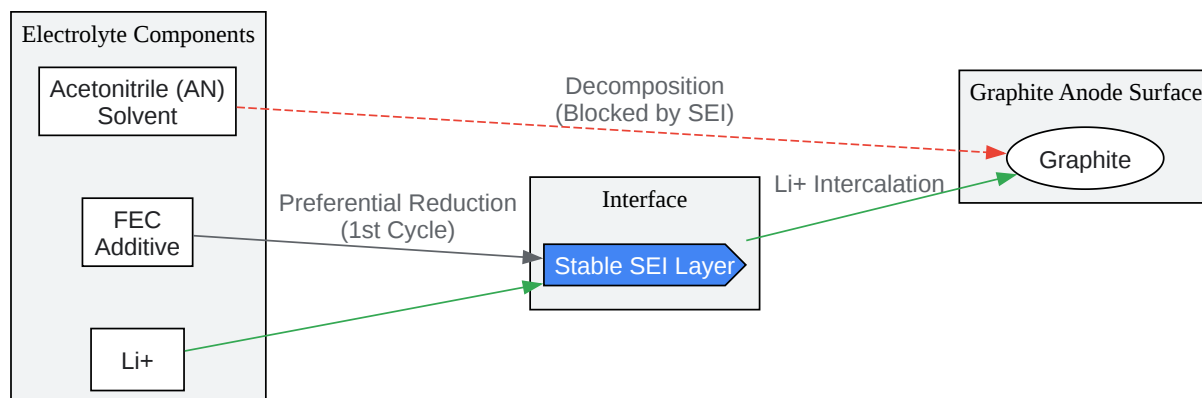 Electrolyte Components
Acetonitrile (AN)
Solvent
FEC
Additive
Li+
Decomposition
(Blocked by SEI)
Preferential Reduction
(1st Cycle)
Interface
Stable SEI Layer
Li+ Intercalation
Graphite Anode Surface
Graphite